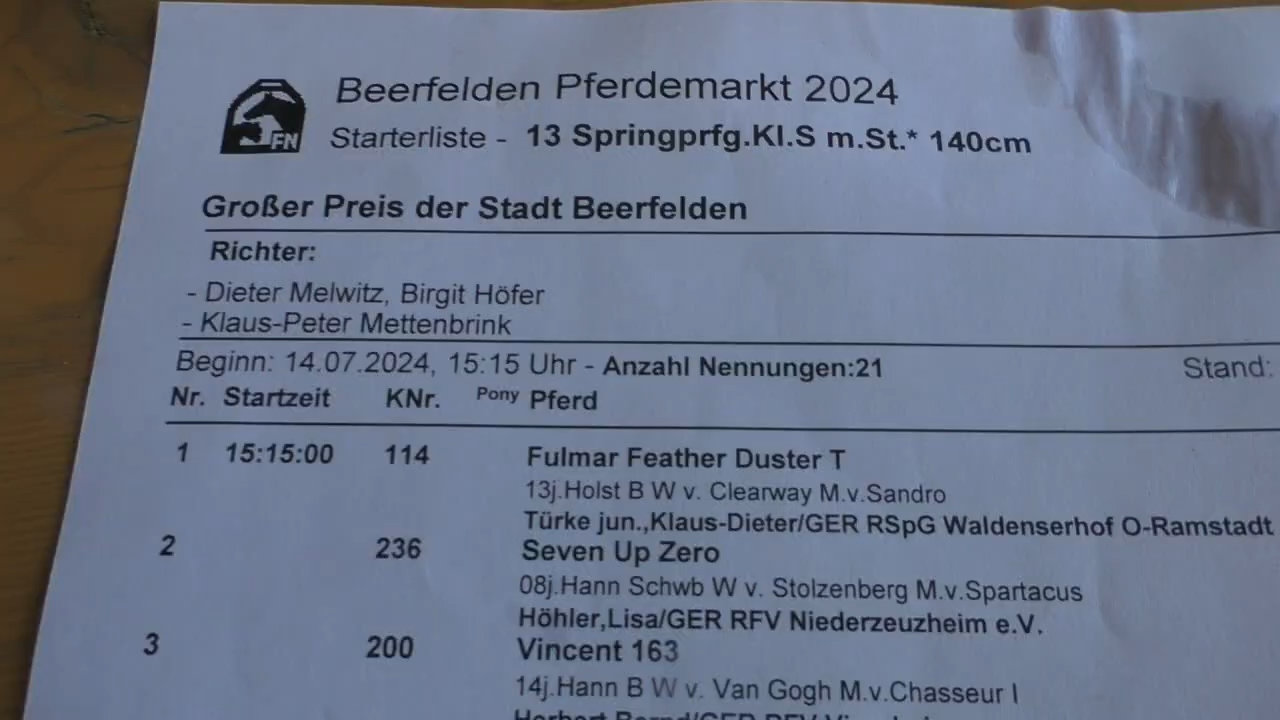 Beerfelden Pferdemarkt 2024
FN
Starterliste - 13 Springprfg.Kl.S m.St.* 140cm
Großer Preis der Stadt Beerfelden
Richter:
- Dieter Melwitz, Birgit Höfer
- Klaus-Peter Mettenbrink
Beginn: 14.07.2024, 15:15 Uhr - Anzahl Nennungen:21 Stand:
Nr. Startzeit KNr. Pony Pferd
1 15:15:00 114 Fulmar Feather Duster T
13j.Holst B W v. Clearway M.v.Sandro
Türke jun.,Klaus-Dieter/GER RSpG Waldenserhof O-Ramstadt
2 236 Seven Up Zero
08j.Hann Schwb W v. Stolzenberg M.v.Spartacus
Höhler,Lisa/GER RFV Niederzeuzheim e.V.
3 200 Vincent 163
14j.Hann B W v. Van Gogh M.v.Chasseur I